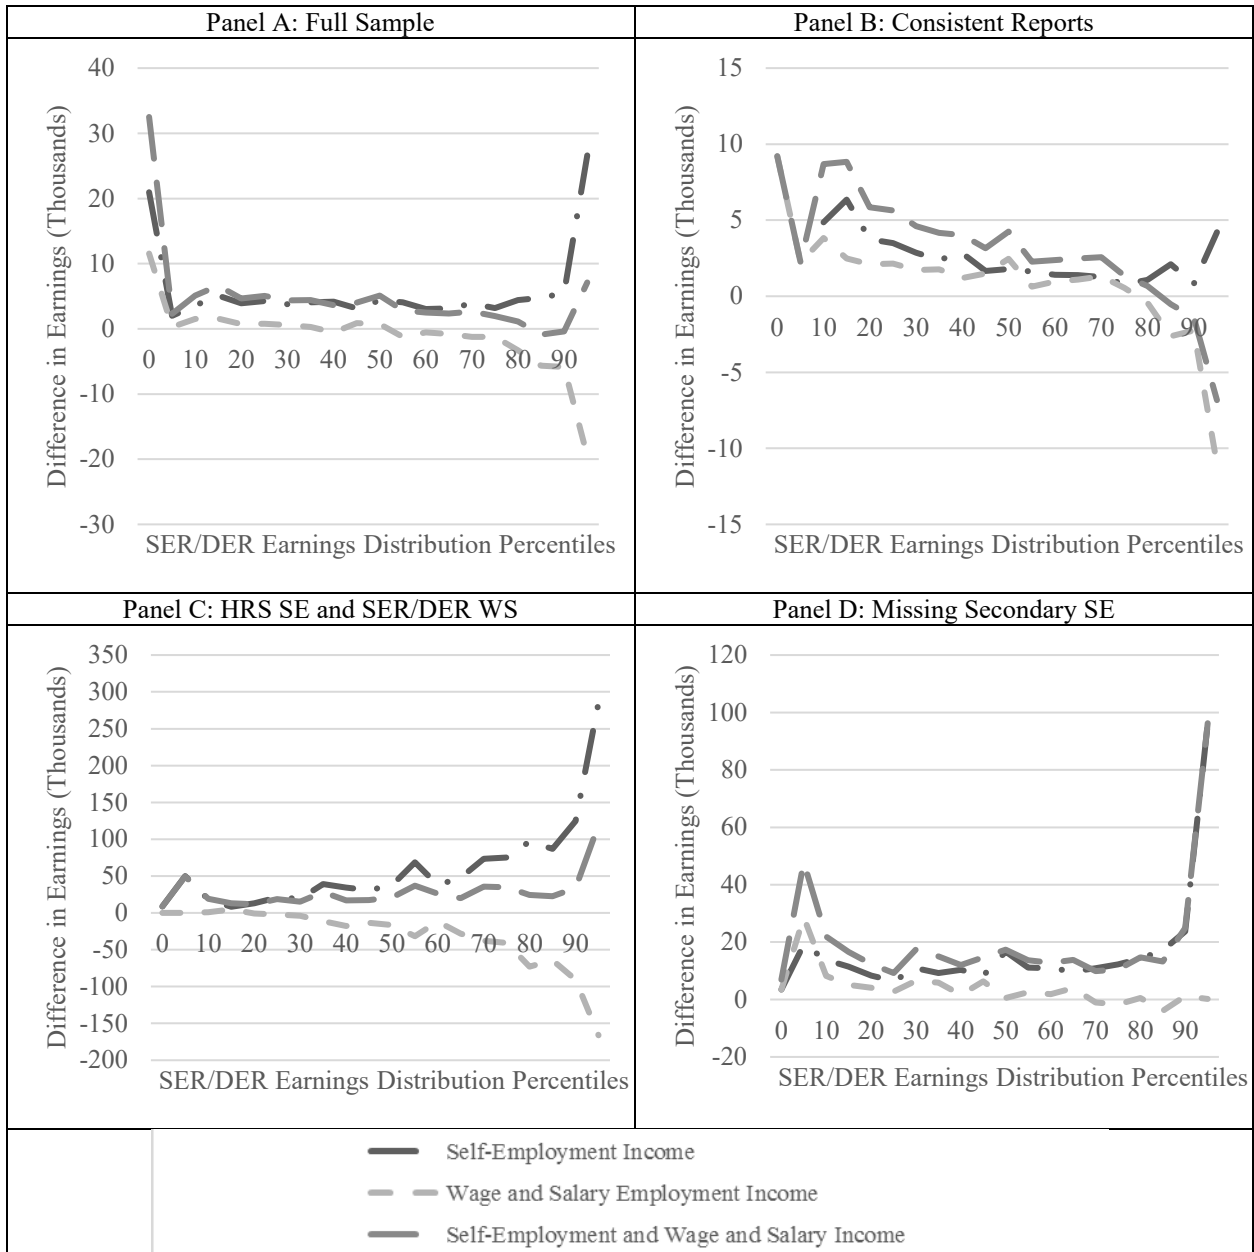 Panel A: Full Sample
Panel B: Consistent Reports
Difference in Earnings (Thousands)
40
30
20
10
0
-10
-20
-30
0 10 20 30 40 50 60 70 80 90
SER/DER Earnings Distribution Percentiles
Difference in Earnings (Thousands)
15
10
5
0
-5
-10
-15
0 10 20 30 40 50 60 70 80 90
SER/DER Earnings Distribution Percentiles
Panel C: HRS SE and SER/DER WS
Panel D: Missing Secondary SE
Difference in Earnings (Thousands)
350
300
250
200
150
100
50
0
-50
-100
-150
-200
0 10 20 30 40 50 60 70 80 90
SER/DER Earnings Distribution Percentiles
Difference in Earnings (Thousands)
120
100
80
60
40
20
0
-20
0 10 20 30 40 50 60 70 80 90
SER/DER Earnings Distribution Percentiles
Self-Employment Income
Wage and Salary Employment Income
Self-Employment and Wage and Salary Income